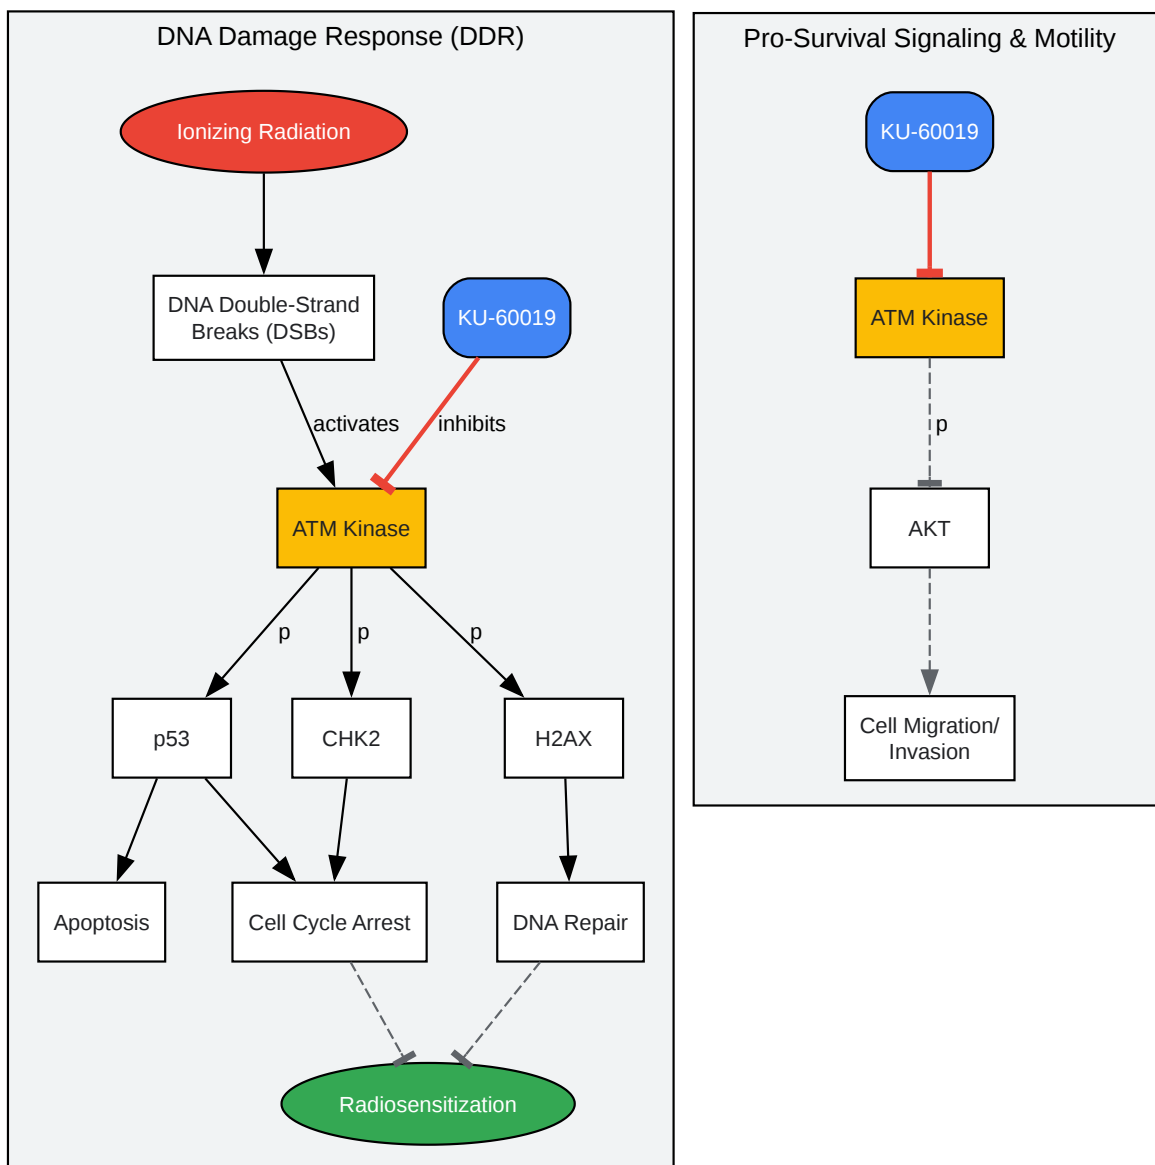 DNA Damage Response (DDR)
Ionizing Radiation
DNA Double-Strand
Breaks (DSBs)
KU-60019
activates
inhibits
ATM Kinase
p
p
p
p53
CHK2
H2AX
Apoptosis
Cell Cycle Arrest
DNA Repair
Radiosensitization
Pro-Survival Signaling & Motility
KU-60019
ATM Kinase
p
AKT
Cell Migration/
Invasion